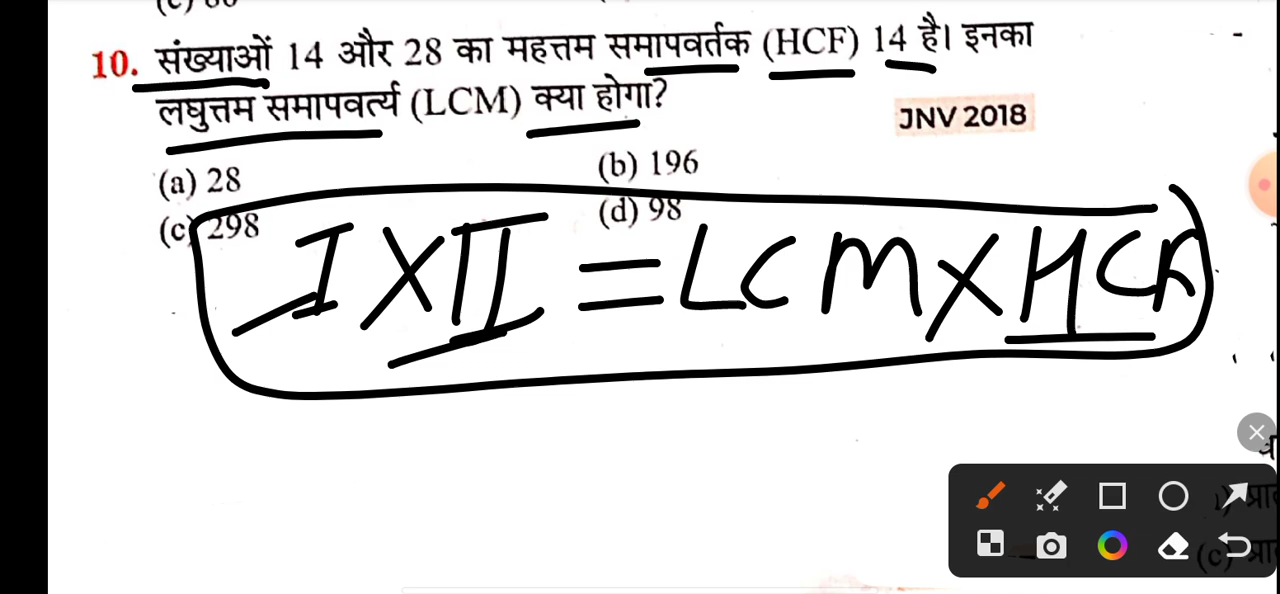 10. संख्याओं 14 और 28 का महत्तम समापवर्तक (HCF) 14 है। इनका
लघुत्तम समापवर्त्य (LCM) क्या होगा?
JNV 2018
(a) 28
(b) 196
(c) 298
(d) 98
I X II = LCM X HCF